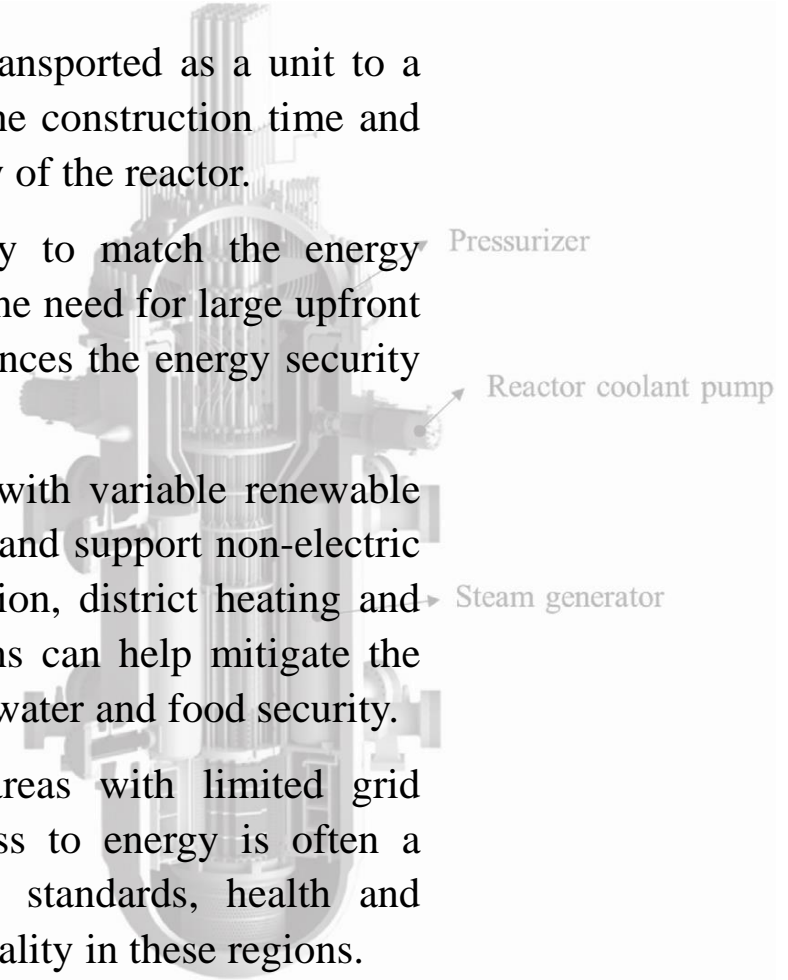 ansported as a unit to a
ne construction time and
y of the reactor.
y to match the energy
Pressurizer
ne need for large upfront
nces the energy security
Reactor coolant pump
with variable renewable
and support non-electric
ion, district heating and
Steam generator
ns can help mitigate the
water and food security.
areas with limited grid
ss to energy is often a
standards, health and
ality in these regions.